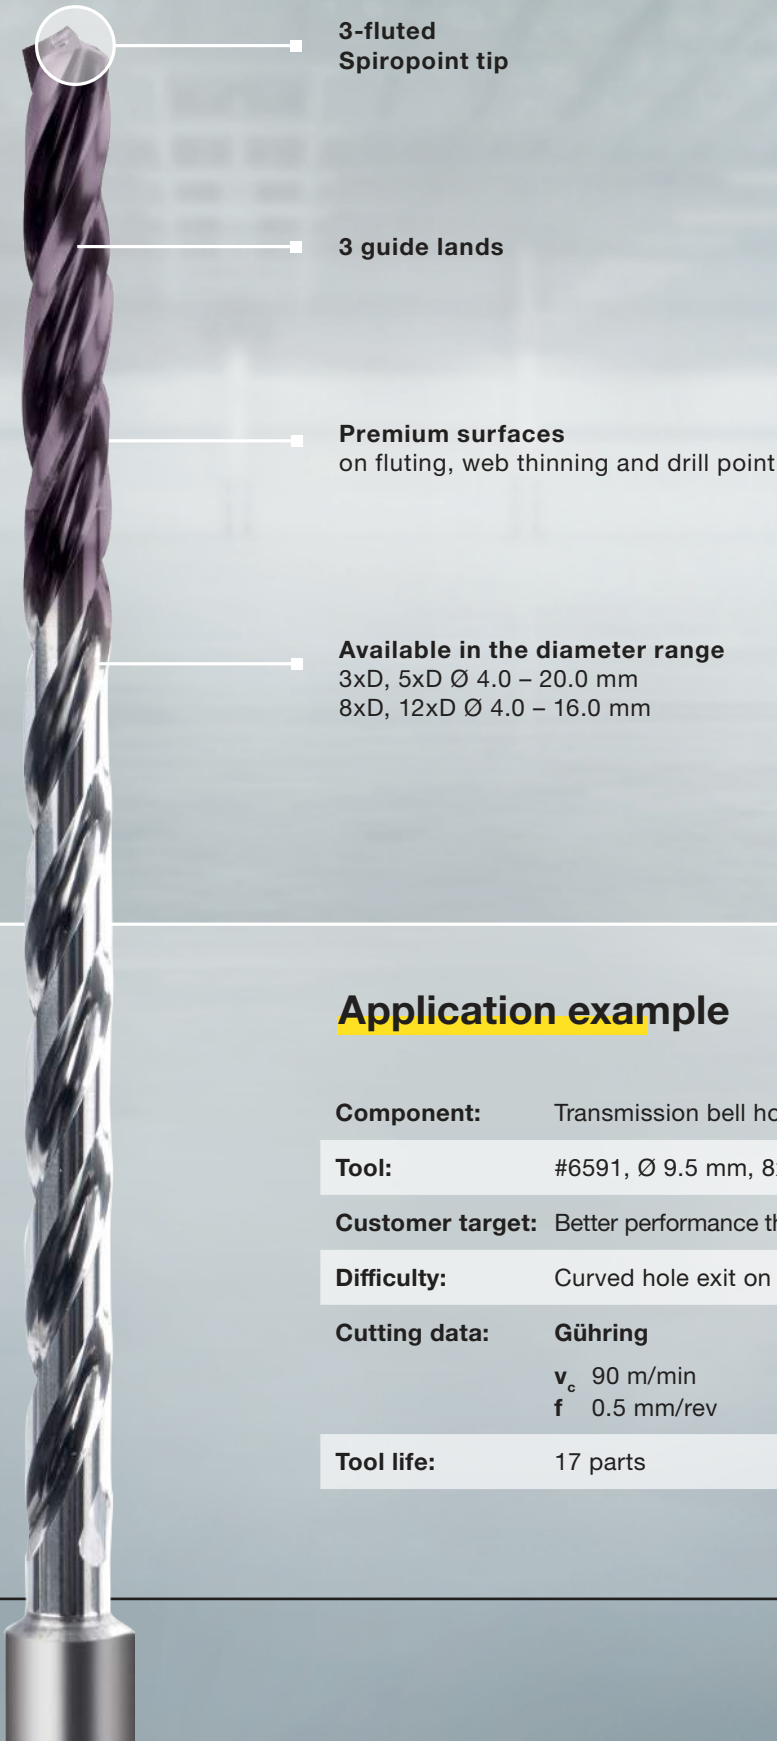 3-fluted
Spiropoint tip
3 guide lands
Premium surfaces
on fluting, web thinning and drill point
Available in the diameter range
3xD, 5xD Ø 4.0 – 20.0 mm
8xD, 12xD Ø 4.0 – 16.0 mm
Application example
Component: Transmission bell
Tool: #6591, Ø 9.5 mm,
Customer target: Better performance
Difficulty: Curved hole exit on
Cutting data: Gühring
vc 90 m/min
f 0.5 mm/rev
Tool life: 17 parts